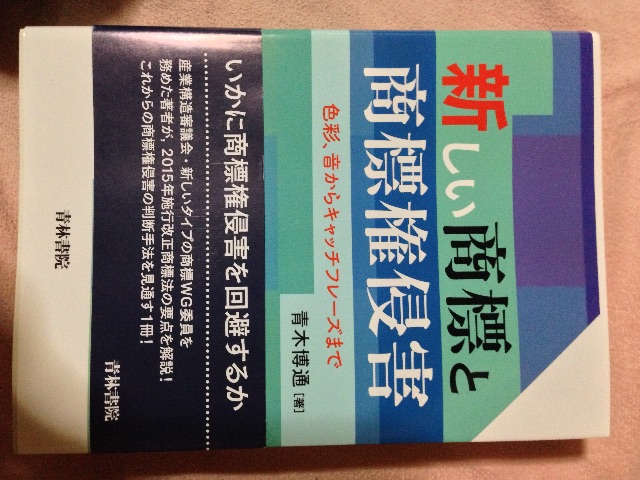 新しい商標と
商標権侵害
色彩、音からキャッチフレーズまで
青木博通[著]
いかに商標権侵害を回避するか
産業構造審議会・新しいタイプの商標WG委員を
務めた著者が，2015年施行改正商標法の要点を解説！
これからの商標権侵害の判断手法を見通す1冊！
青林書院
青林書院